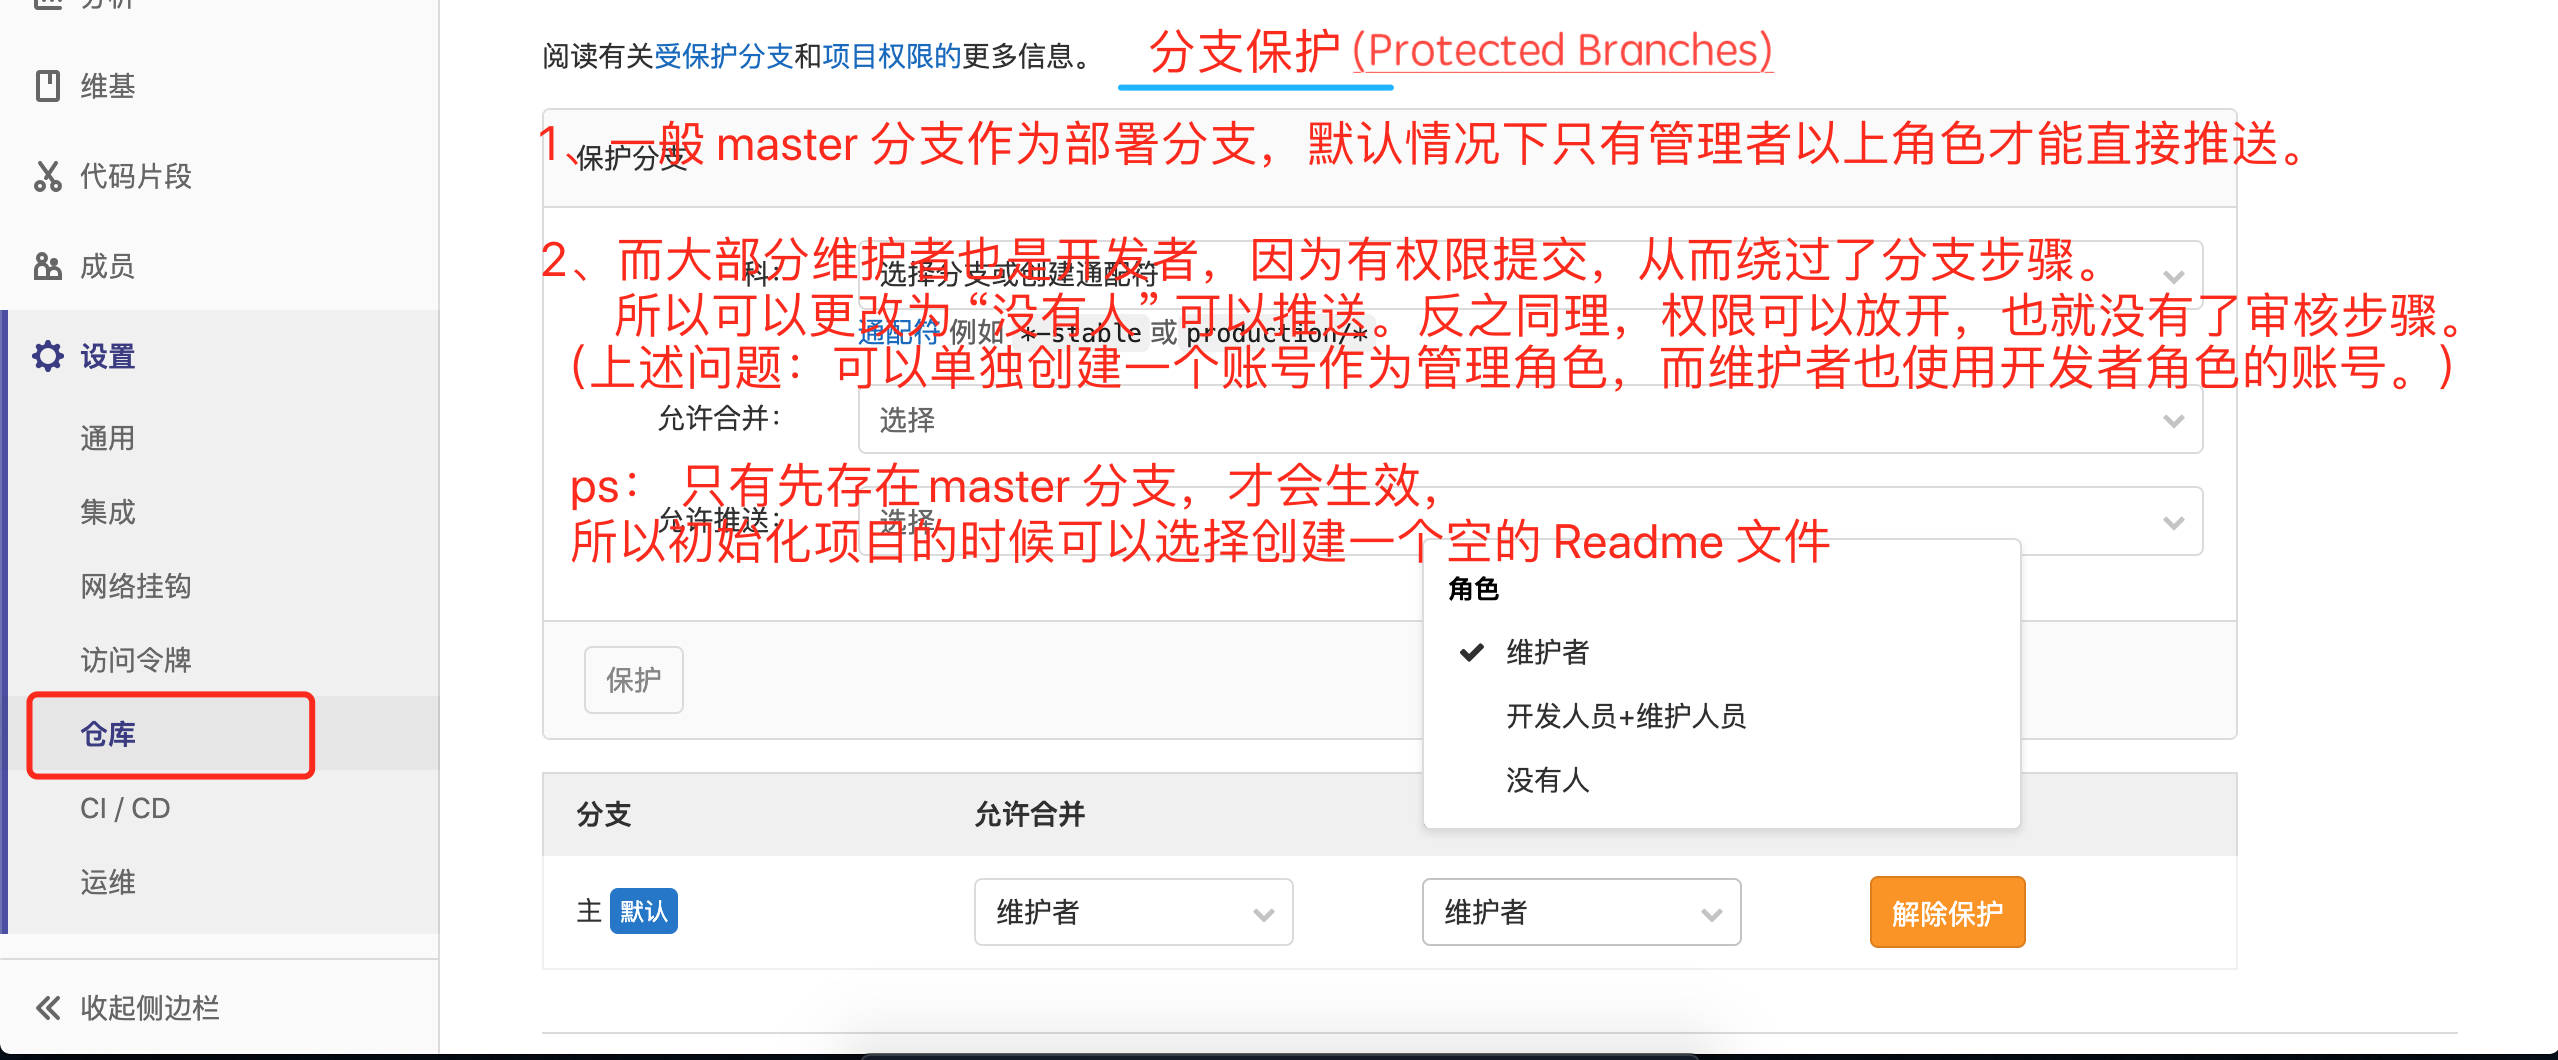 分析
维基
代码片段
成员
设置
通用
集成
网络挂钩
访问令牌
仓库
CI / CD
运维
收起侧边栏
阅读有关受保护分支和项目权限的更多信息。
分支保护 (Protected Branches)
1、一般 master 分支作为部署分支，默认情况下只有管理者以上角色才能直接推送。
保护分支
2、而大部分维护者也是开发者，因为有权限提交，从而绕过了分支步骤。
科：
选择分支或创建通配符
所以可以更改为 “没有人” 可以推送。反之同理，权限可以放开，也就没有了审核步骤。
通配符 例如 *-stable 或 production/*
（上述问题：可以单独创建一个账号作为管理角色，而维护者也使用开发者角色的账号。）
允许合并：
选择
ps： 只有先存在 master 分支，才会生效，
允许推送：
选择
所以初始化项目的时候可以选择创建一个空的 Readme 文件
角色
维护者
开发人员+维护人员
没有人
保护
分支 允许合并
主 默认 维护者 维护者 解除保护